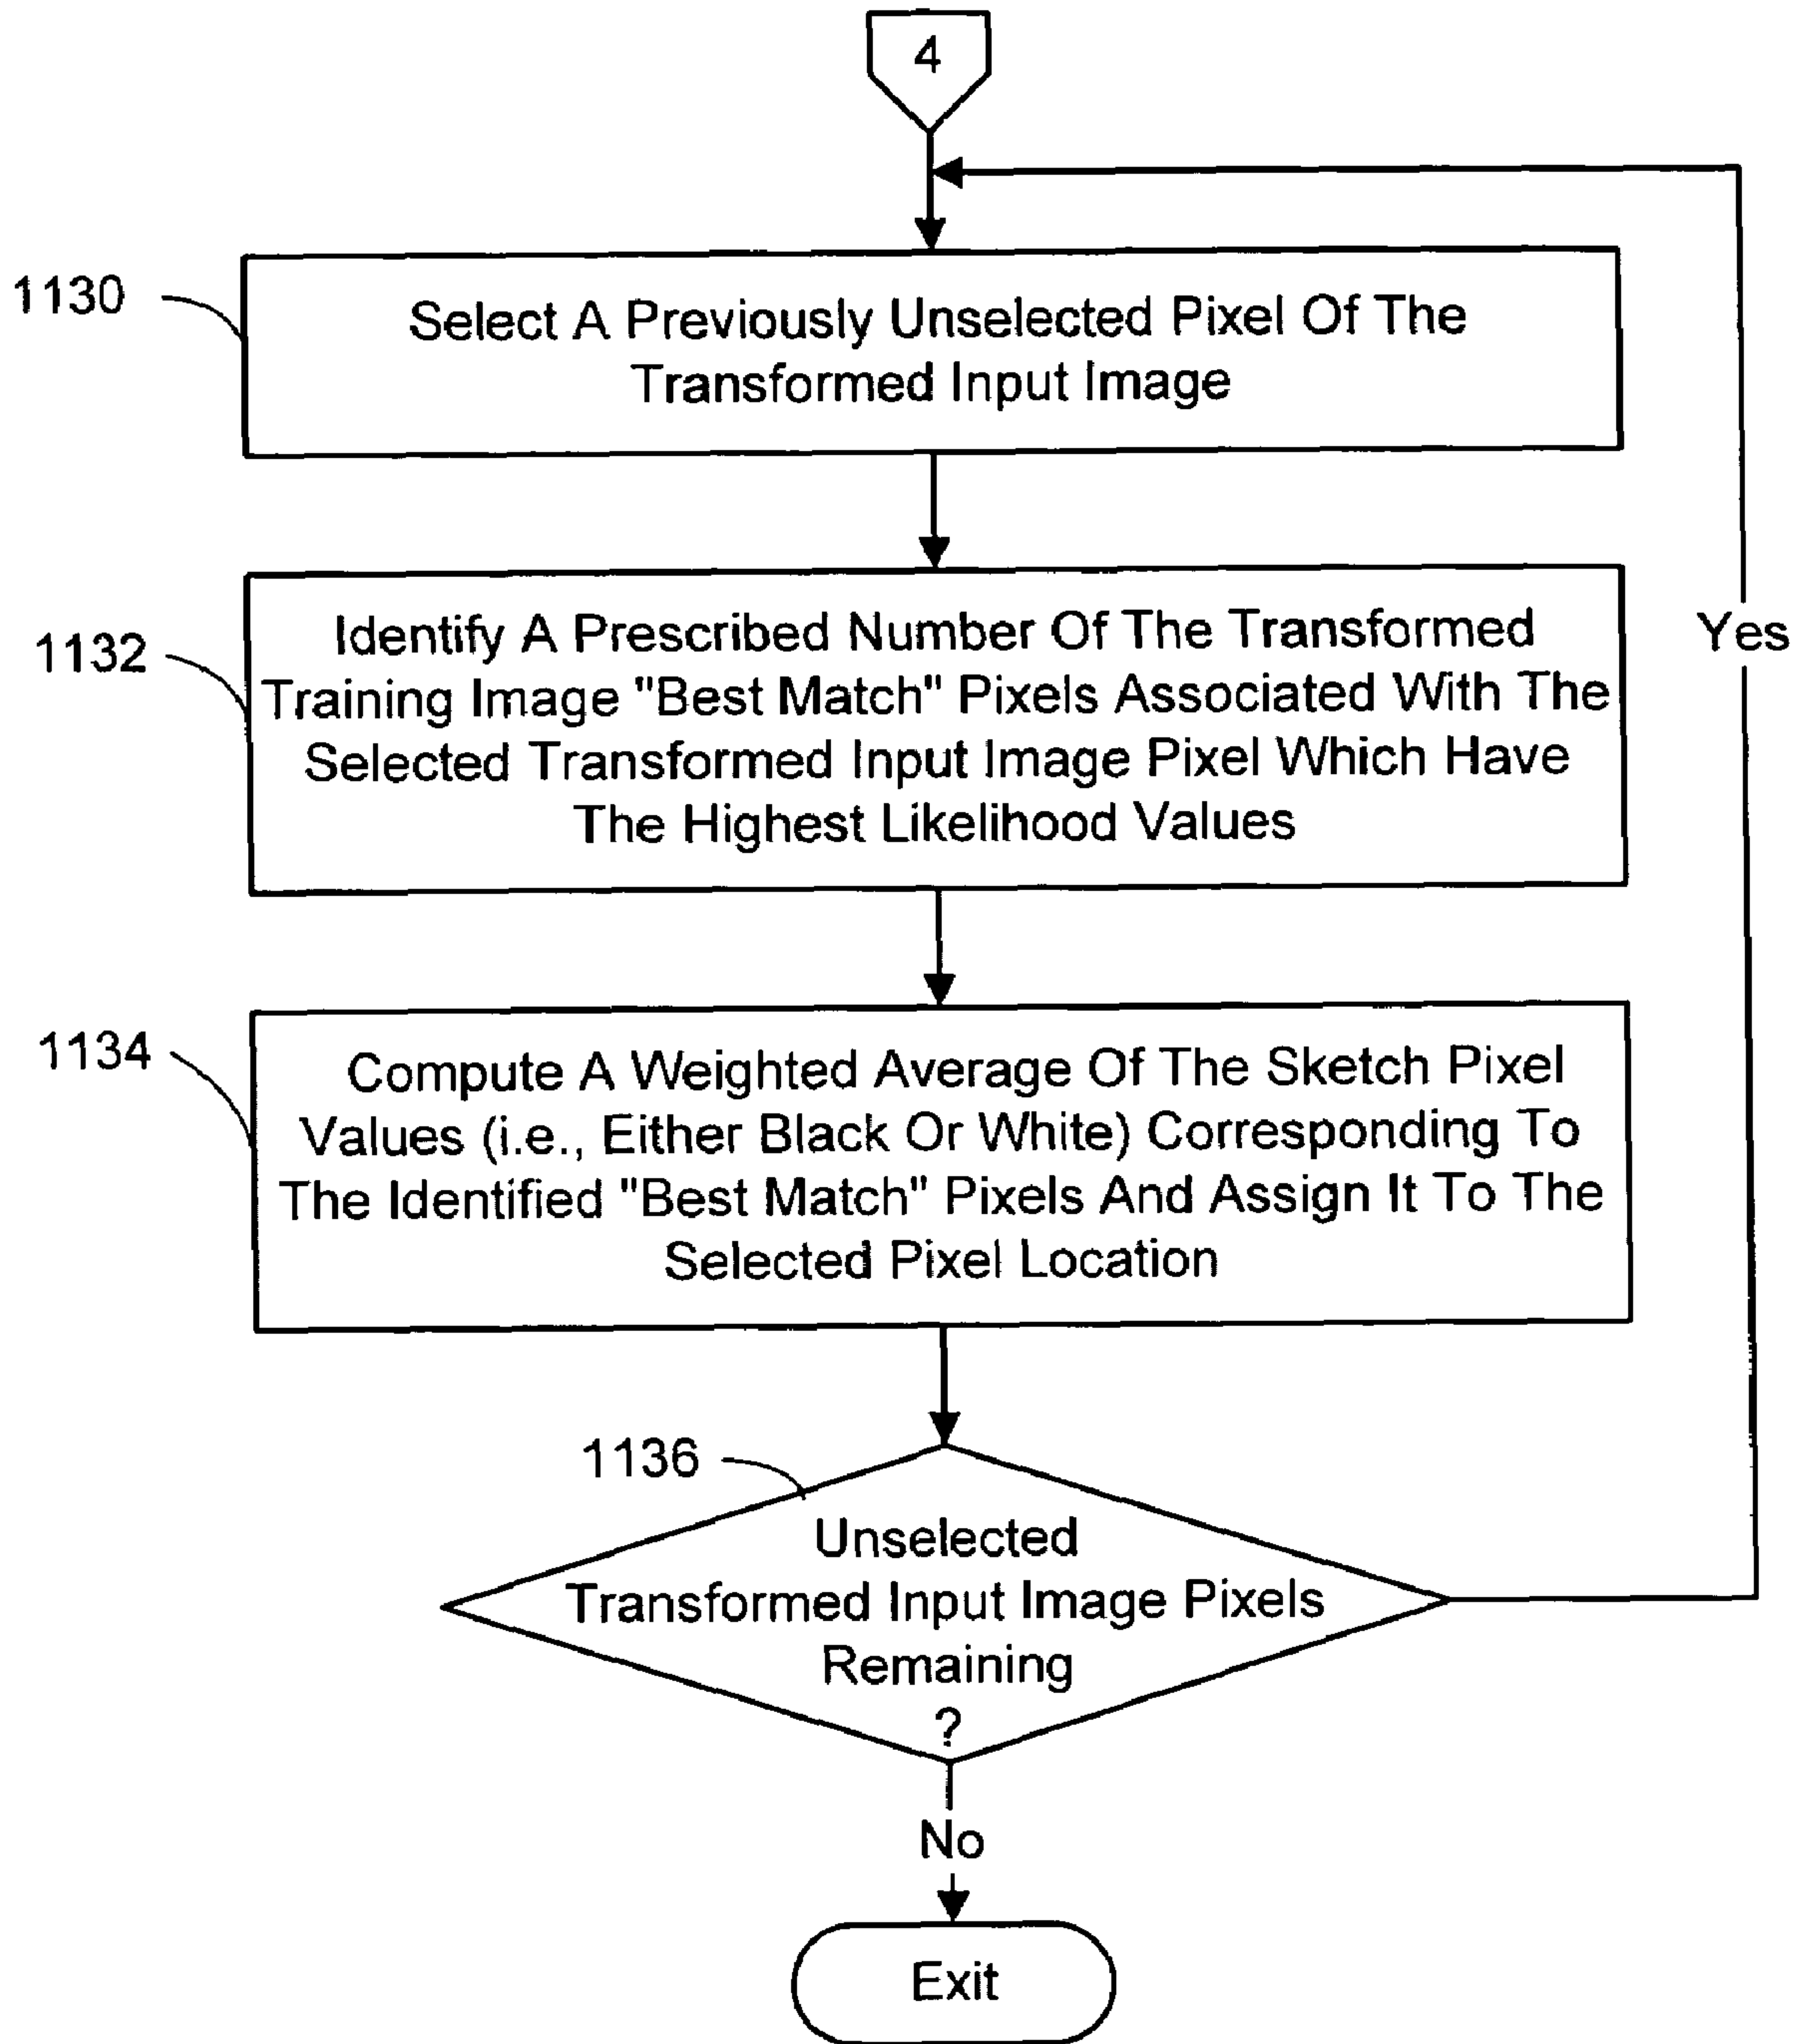 4
1130
Select A Previously Unselected Pixel Of The
Transformed Input Image
1132
Identify A Prescribed Number Of The Transformed
Training Image "Best Match" Pixels Associated With The
Selected Transformed Input Image Pixel Which Have
The Highest Likelihood Values
Yes
1134
Compute A Weighted Average Of The Sketch Pixel
Values (i.e., Either Black Or White) Corresponding To
The Identified "Best Match" Pixels And Assign It To The
Selected Pixel Location
1136
Unselected
Transformed Input Image Pixels
Remaining
?
No
Exit